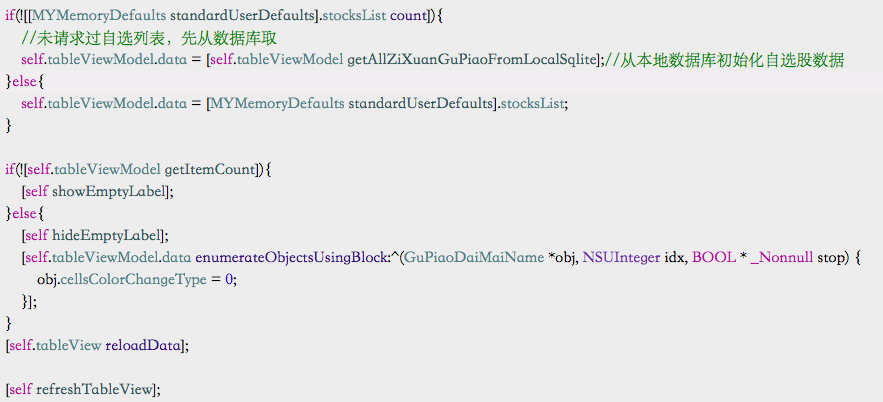 if(![[MYMemoryDefaults standardUserDefaults].stocksList count]){
//未请求过自选列表，先从数据库取
self.tableViewModel.data = [self.tableViewModel getAllZiXuanGuPiaoFromLocalSqlite];//从本地数据库初始化自选股数据
}else{
self.tableViewModel.data = [MYMemoryDefaults standardUserDefaults].stocksList;
}
if(![self.tableViewModel getItemCount]){
[self showEmptyLabel];
}else{
[self hideEmptyLabel];
[self.tableViewModel.data enumerateObjectsUsingBlock:^(GuPiaoDaiMaiName *obj, NSUInteger idx, BOOL * _Nonnull stop) {
obj.cellsColorChangeType = 0;
}];
}
[self.tableView reloadData];
[self refreshTableView];